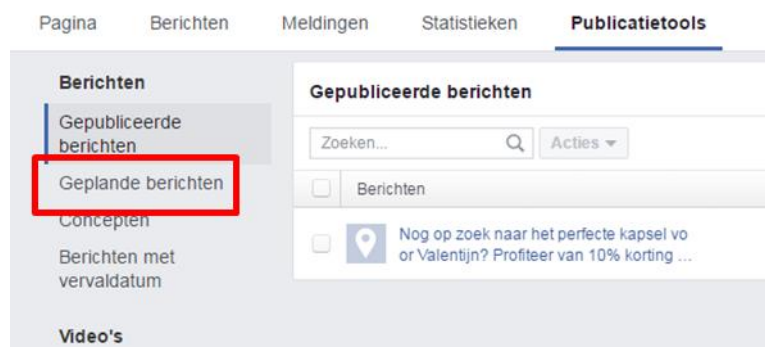 Pagina Berichten Meldingen Statistieken Publicatietools
Berichten
Gepubliceerde
berichten
Geplande berichten
Concepten
Berichten met
vervaldatum
Video's
Gepubliceerde berichten
Zoeken... Acties
Berichten
Nog op zoek naar het perfecte kapsel vo
or Valentijn? Profiteer van 10% korting ...